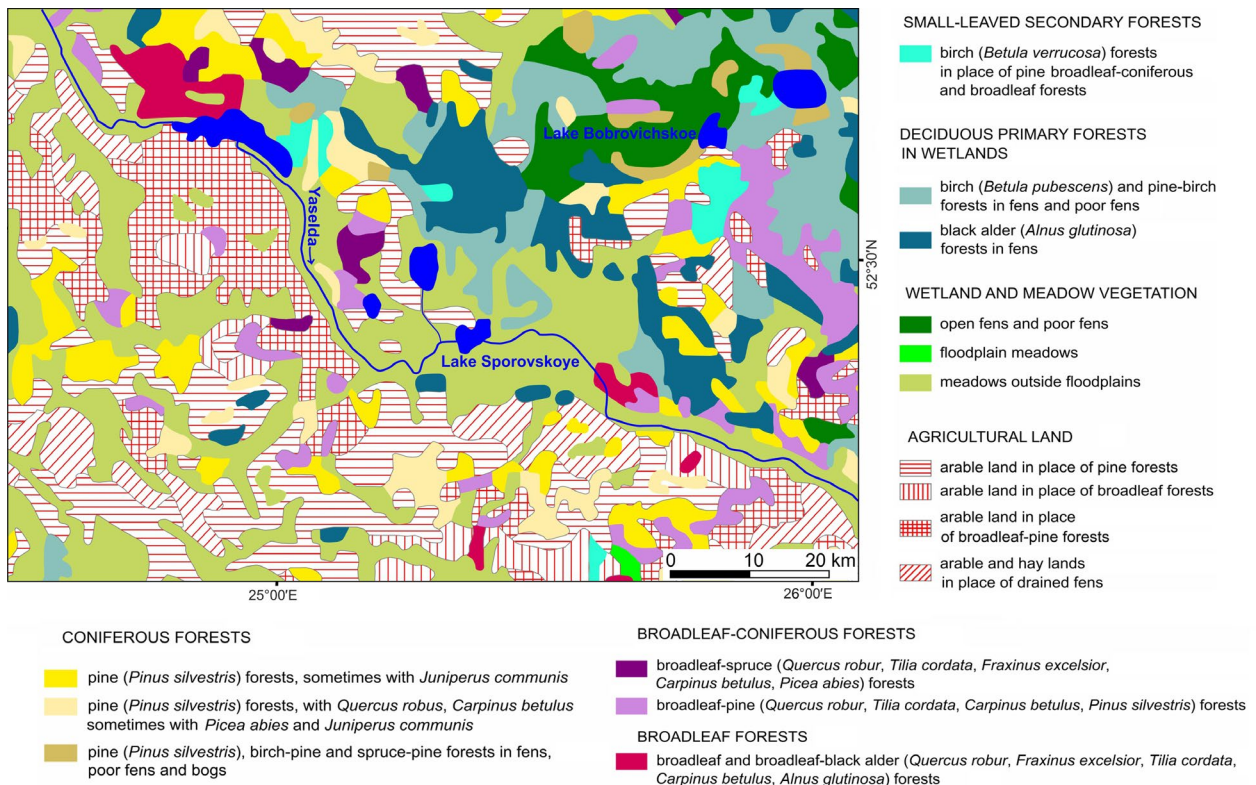 Lake Bobrovichskoe
Yaselda→
Lake Sporovskoye
52°30'N
0 10 20 km
25°00'E
26°00'E
SMALL-LEAVED SECONDARY FORESTS
birch (Betula verrucosa) forests
in place of pine broadleaf-coniferous
and broadleaf forests
DECIDUOUS PRIMARY FORESTS
IN WETLANDS
birch (Betula pubescens) and pine-birch
forests in fens and poor fens
black alder (Alnus glutinosa)
forests in fens
WETLAND AND MEADOW VEGETATION
open fens and poor fens
floodplain meadows
meadows outside floodplains
AGRICULTURAL LAND
arable land in place of pine forests
arable land in place of broadleaf forests
arable land in place
of broadleaf-pine forests
arable and hay lands
in place of drained fens
CONIFEROUS FORESTS
pine (Pinus silvestris) forests, sometimes with Juniperus communis
pine (Pinus silvestris) forests, with Quercus robus, Carpinus betulus
sometimes with Picea abies and Juniperus communis
pine (Pinus silvestris), birch-pine and spruce-pine forests in fens,
poor fens and bogs
BROADLEAF-CONIFEROUS FORESTS
broadleaf-spruce (Quercus robur, Tilia cordata, Fraxinus excelsior,
Carpinus betulus, Picea abies) forests
broadleaf-pine (Quercus robur, Tilia cordata, Carpinus betulus, Pinus silvestris) forests
BROADLEAF FORESTS
broadleaf and broadleaf-black alder (Quercus robur, Fraxinus excelsior, Tilia cordata,
Carpinus betulus, Alnus glutinosa) forests